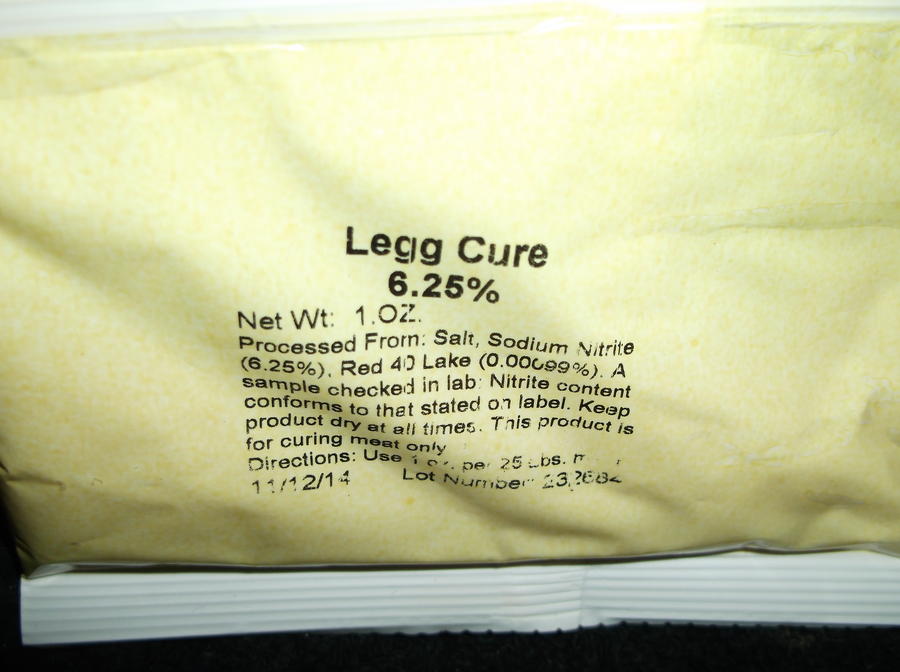 Legg Cure
6.25%
Net Wt: 1.OZ.
Processed From: Salt, Sodium Nitrite
(6.25%), Red 40 Lake (0.00099%). A
sample checked in lab: Nitrite content
conforms to that stated on label. Keep
product dry at all times. This product is
for curing meat only
Directions: Use 1 oz. per 25 Lbs.
11/12/14 Lot Number